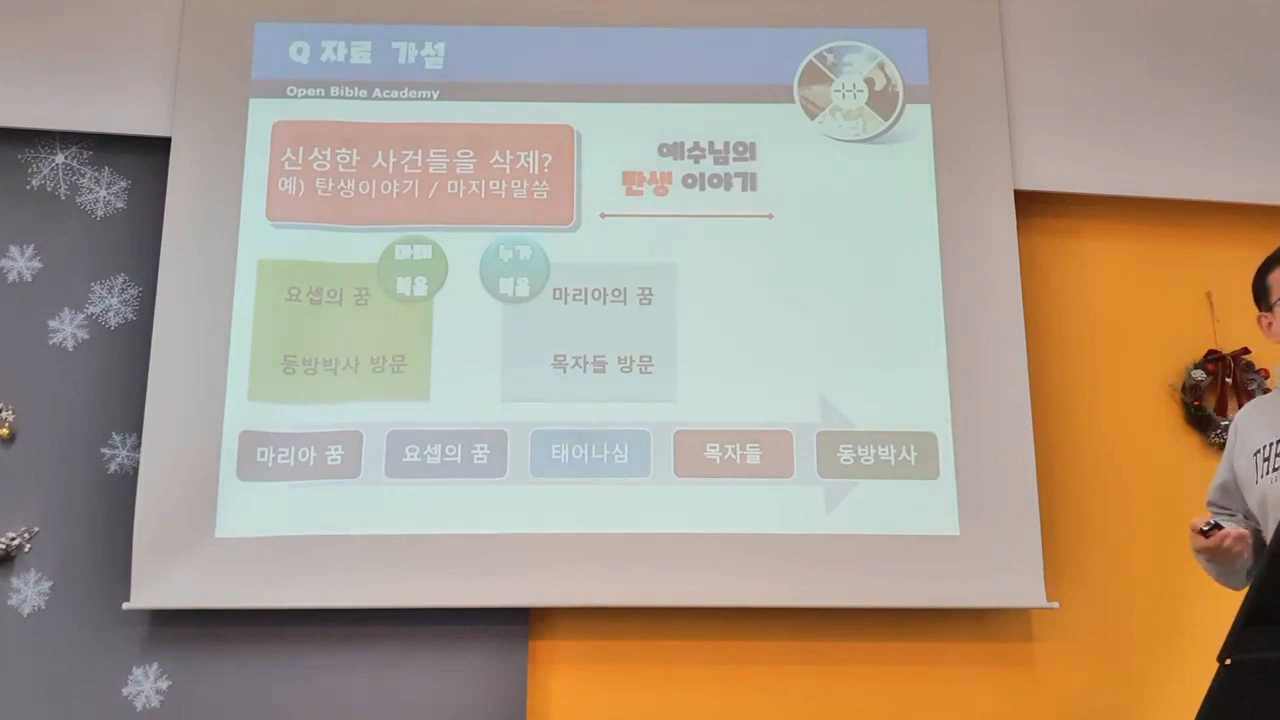 Q 자료 가설
Open Bible Academy
신성한 사건들을 삭제?
예) 탄생이야기 / 마지막말씀
예수님의
탄생 이야기
마태
복음
요셉의 꿈
동방박사 방문
누가
복음
마리아의 꿈
목자들 방문
마리아 꿈
요셉의 꿈
태어나심
목자들
동방박사
THE